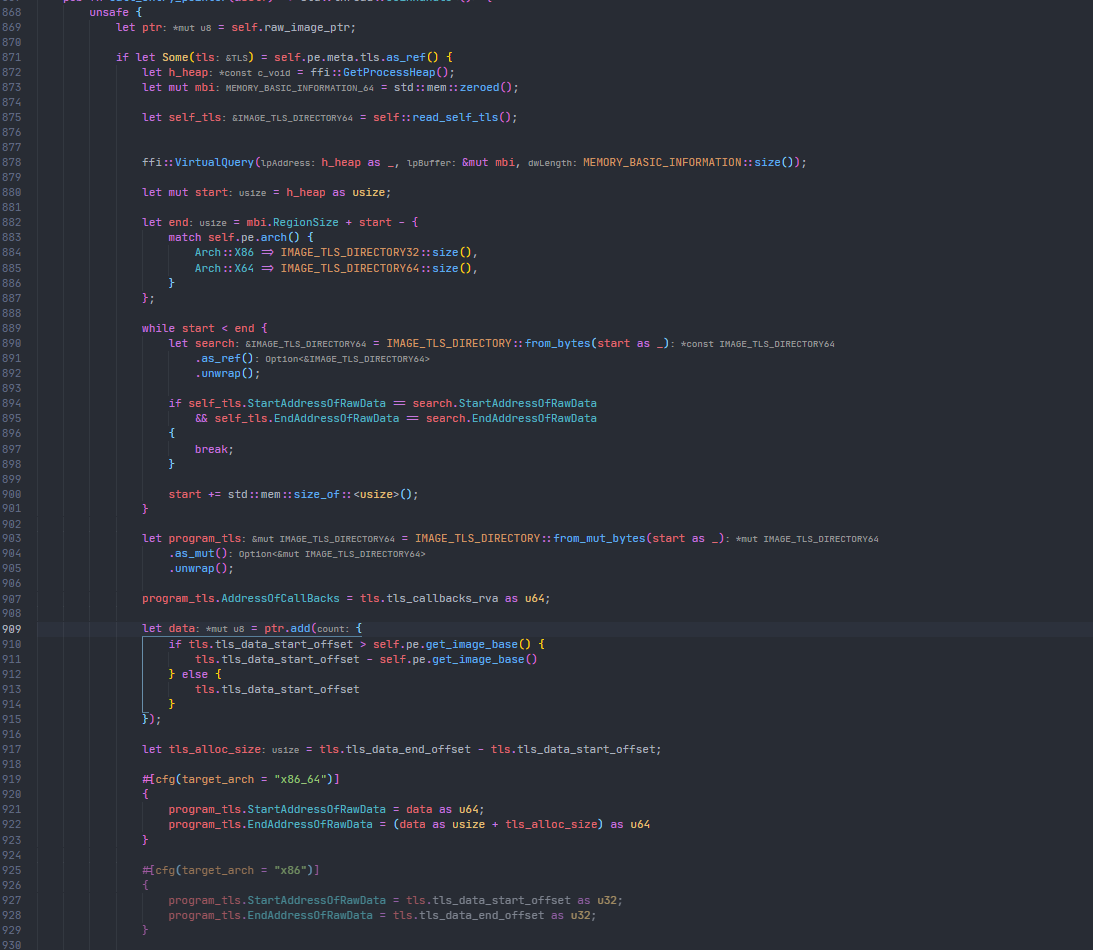 868 unsafe {
869 let ptr: *mut u8 = self.raw_image_ptr;
870
871 if let Some(tls: &TLS) = self.pe.meta.tls.as_ref() {
872 let h_heap: *const c_void = ffi::GetProcessHeap();
873 let mut mbi: MEMORY_BASIC_INFORMATION_64 = std::mem::zeroed();
874
875 let self_tls: &IMAGE_TLS_DIRECTORY64 = self::read_self_tls();
876
877
878 ffi::VirtualQuery(lpAddress: h_heap as _, lpBuffer: &mut mbi, dwLength: MEMORY_BASIC_INFORMATION::size());
879
880 let mut start: usize = h_heap as usize;
881
882 let end: usize = mbi.RegionSize + start - {
883 match self.pe.arch() {
884 Arch::X86 => IMAGE_TLS_DIRECTORY32::size(),
885 Arch::X64 => IMAGE_TLS_DIRECTORY64::size(),
886 }
887 };
888
889 while start < end {
890 let search: &IMAGE_TLS_DIRECTORY64 = IMAGE_TLS_DIRECTORY::from_bytes(start as _): *const IMAGE_TLS_DIRECTORY64
891 .as_ref(): Option<&IMAGE_TLS_DIRECTORY64>
892 .unwrap();
893
894 if self_tls.StartAddressOfRawData == search.StartAddressOfRawData
895 && self_tls.EndAddressOfRawData == search.EndAddressOfRawData
896 {
897 break;
898 }
899
900 start += std::mem::size_of::<usize>();
901 }
902
903 let program_tls: &mut IMAGE_TLS_DIRECTORY64 = IMAGE_TLS_DIRECTORY::from_mut_bytes(start as _): *mut IMAGE_TLS_DIRECTORY64
904 .as_mut(): Option<&mut IMAGE_TLS_DIRECTORY64>
905 .unwrap();
906
907 program_tls.AddressOfCallBacks = tls.tls_callbacks_rva as u64;
908
909 let data: *mut u8 = ptr.add(count: {
910 if tls.tls_data_start_offset > self.pe.get_image_base() {
911 tls.tls_data_start_offset - self.pe.get_image_base()
912 } else {
913 tls.tls_data_start_offset
914 }
915 });
916
917 let tls_alloc_size: usize = tls.tls_data_end_offset - tls.tls_data_start_offset;
918
919 #[cfg(target_arch = "x86_64")]
920 {
921 program_tls.StartAddressOfRawData = data as u64;
922 program_tls.EndAddressOfRawData = (data as usize + tls_alloc_size) as u64
923 }
924
925 #[cfg(target_arch = "x86")]
926 {
927 program_tls.StartAddressOfRawData = tls.tls_data_start_offset as u32;
928 program_tls.EndAddressOfRawData = tls.tls_data_end_offset as u32;
929 }
930